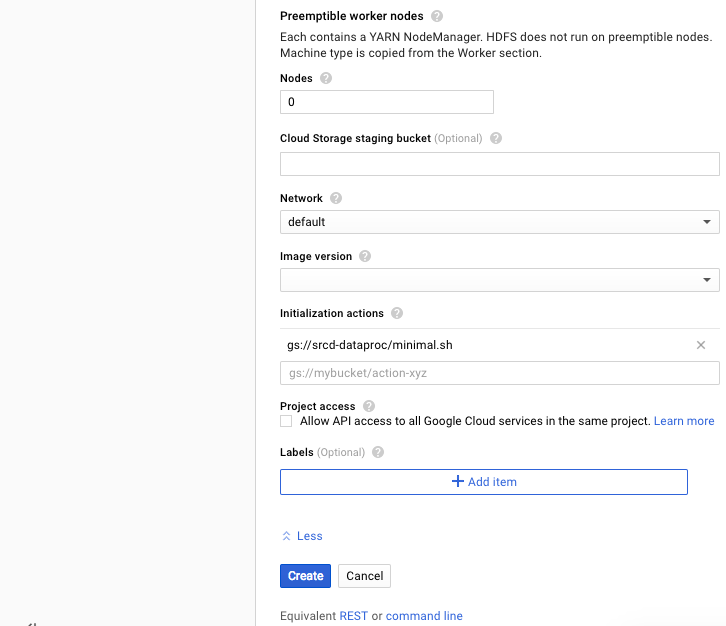 Preemptible worker nodes
Each contains a YARN NodeManager. HDFS does not run on preemptible nodes.
Machine type is copied from the Worker section.
Nodes
0
Cloud Storage staging bucket (Optional)
Network
default
Image version
Initialization actions
gs://srcd-dataproc/minimal.sh
gs://mybucket/action-xyz
Project access
Allow API access to all Google Cloud services in the same project. Learn more
Labels (Optional)
+ Add item
Less
Create Cancel
Equivalent REST or command line